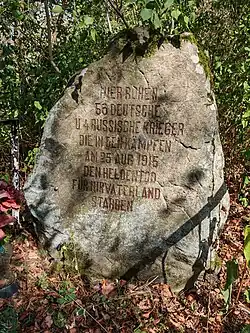 HIER RUHEN
56 DEUTSCHE
U 4 RUSSISCHE KRIEGER
DIE IN DEN KÄMPFEN
AM 25 AUG 1915
DEN HELDENTOD
FÜR IHR VATERLAND
STARBEN